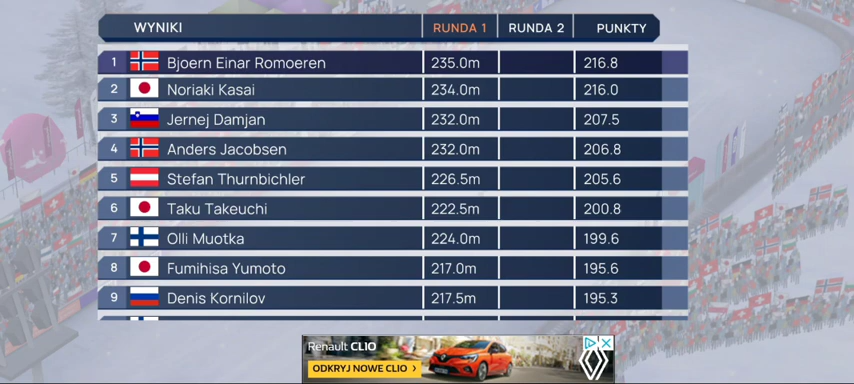 WYNIKI RUNDA 1 RUNDA 2 PUNKTY
1 Bjoern Einar Romoeren 235.0m 216.8
2 Noriaki Kasai 234.0m 216.0
3 Jernej Damjan 232.0m 207.5
4 Anders Jacobsen 232.0m 206.8
5 Stefan Thurnbichler 226.5m 205.6
6 Taku Takeuchi 222.5m 200.8
7 Olli Muotka 224.0m 199.6
8 Fumihisa Yumoto 217.0m 195.6
9 Denis Kornilov 217.5m 195.3
Renault CLIO
ODKRYJ NOWE CLIO >